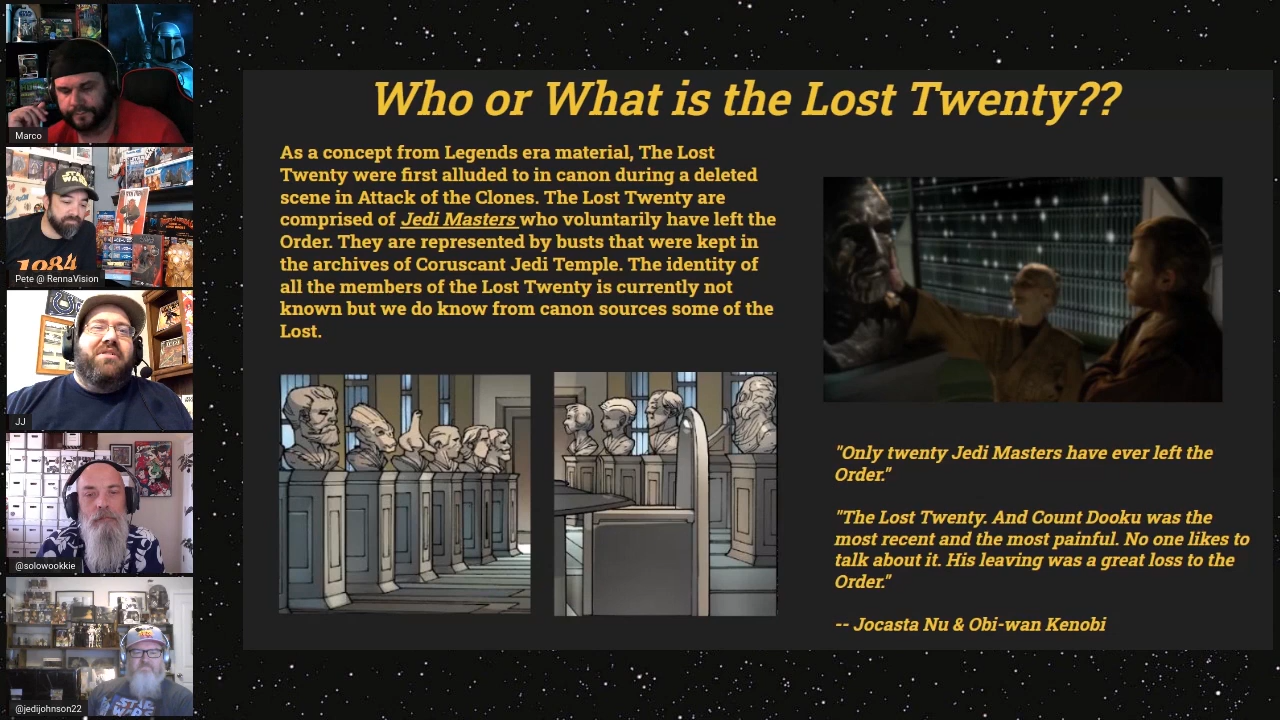 Who or What is the Lost Twenty??
As a concept from Legends era material, The Lost
Twenty were first alluded to in canon during a deleted
scene in Attack of the Clones. The Lost Twenty are
comprised of Jedi Masters who voluntarily have left the
Order. They are represented by busts that were kept in
the archives of Coruscant Jedi Temple. The identity of
all the members of the Lost Twenty is currently not
known but we do know from canon sources some of the
Lost.
"Only twenty Jedi Masters have ever left the
Order."
"The Lost Twenty. And Count Dooku was the
most recent and the most painful. No one likes to
talk about it. His leaving was a great loss to the
Order."
-- Jocasta Nu & Obi-wan Kenobi
Marco
STAR
WARS
1984
Pete @ RennaVision
JJ
@solowookkie
@jedijohnson22